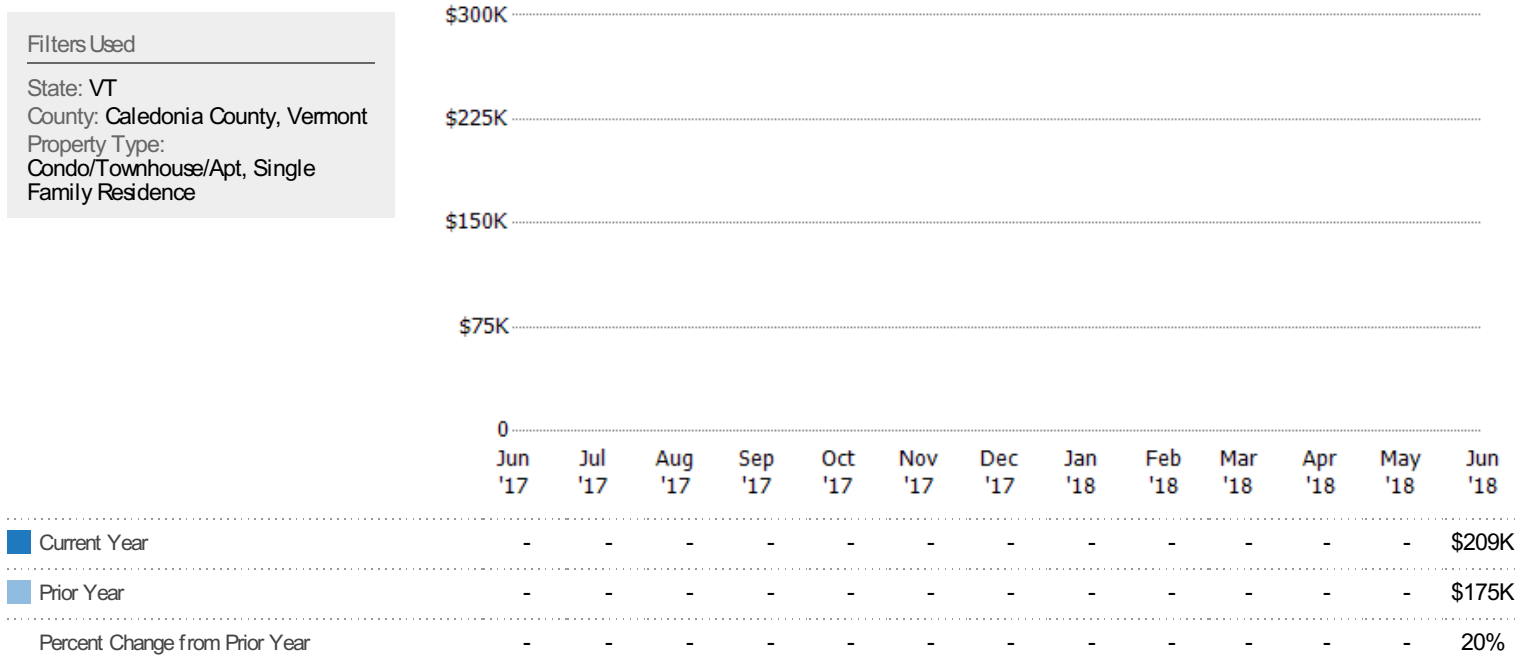 Filters Used
State: VT
County: Caledonia County, Vermont
Property Type:
Condo/Townhouse/Apt, Single
Family Residence
$300K
$225K
$150K
$75K
0
Jun Jul Aug Sep Oct Nov Dec Jan Feb Mar Apr May Jun
'17 '17 '17 '17 '17 '17 '17 '18 '18 '18 '18 '18 '18
Current Year - - - - - - - - - - - - $209K
Prior Year - - - - - - - - - - - - $175K
Percent Change from Prior Year - - - - - - - - - - - - 20%